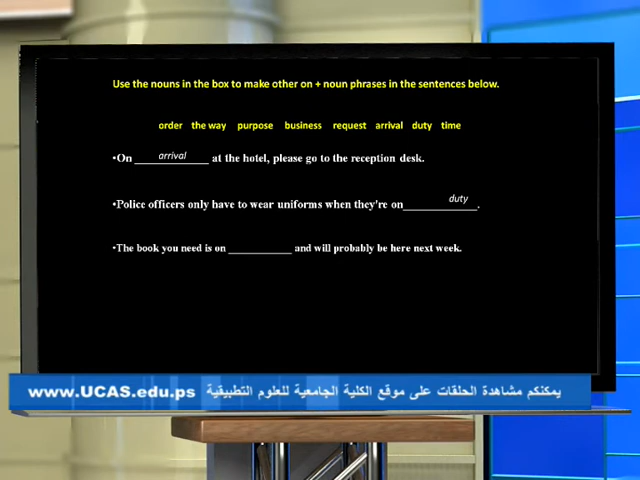 Use the nouns in the box to make other on + noun phrases in the sentences below.
order the way purpose business request arrival duty time
•On ______________ at the hotel, please go to the reception desk.
arrival
•Police officers only have to wear uniforms when they're on______________.
duty
•The book you need is on ____________ and will probably be here next week.
يمكنكم مشاهدة الحلقات على موقع الكلية الجامعية للعلوم التطبيقية www.UCAS.edu.ps